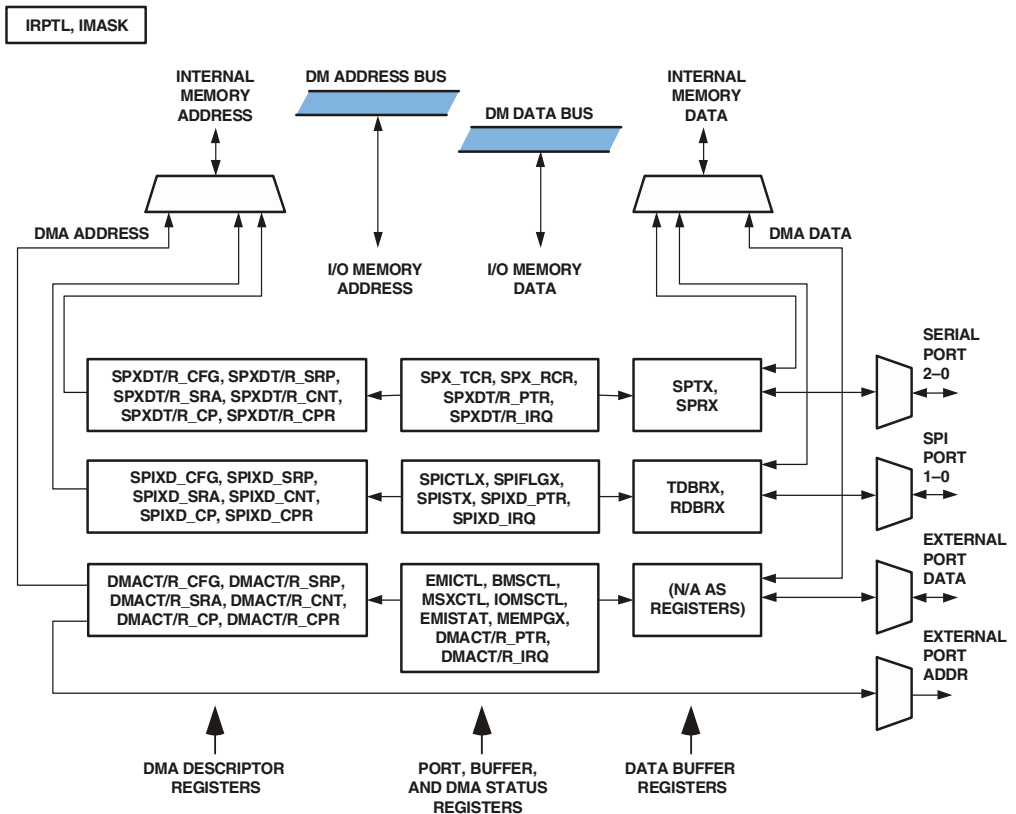 IRPTL, IMASK
INTERNAL
MEMORY
ADDRESS
DM ADDRESS BUS
DM DATA BUS
INTERNAL
MEMORY
DATA
DMA ADDRESS
I/O MEMORY
ADDRESS
I/O MEMORY
DATA
DMA DATA
SPXDT/R_CFG, SPXDT/R_SRP,
SPXDT/R_SRA, SPXDT/R_CNT,
SPXDT/R_CP, SPXDT/R_CPR
SPX_TCR, SPX_RCR,
SPXDT/R_PTR,
SPXDT/R_IRQ
SPTX,
SPRX
SERIAL
PORT
2–0
SPIXD_CFG, SPIXD_SRP,
SPIXD_SRA, SPIXD_CNT,
SPIXD_CP, SPIXD_CPR
SPICTLX, SPIFLGX,
SPISTX, SPIXD_PTR,
SPIXD_IRQ
TDBRX,
RDBRX
SPI
PORT
1–0
DMACT/R_CFG, DMACT/R_SRP,
DMACT/R_SRA, DMACT/R_CNT,
DMACT/R_CP, DMACT/R_CPR
EMICTL, BMSCTL,
MSXCTL, IOMSCTL,
EMISTAT, MEMPGX,
DMACT/R_PTR,
DMACT/R_IRQ
(N/A AS
REGISTERS)
EXTERNAL
PORT
DATA
EXTERNAL
PORT
ADDR
DMA DESCRIPTOR
REGISTERS
PORT, BUFFER,
AND DMA STATUS
REGISTERS
DATA BUFFER
REGISTERS